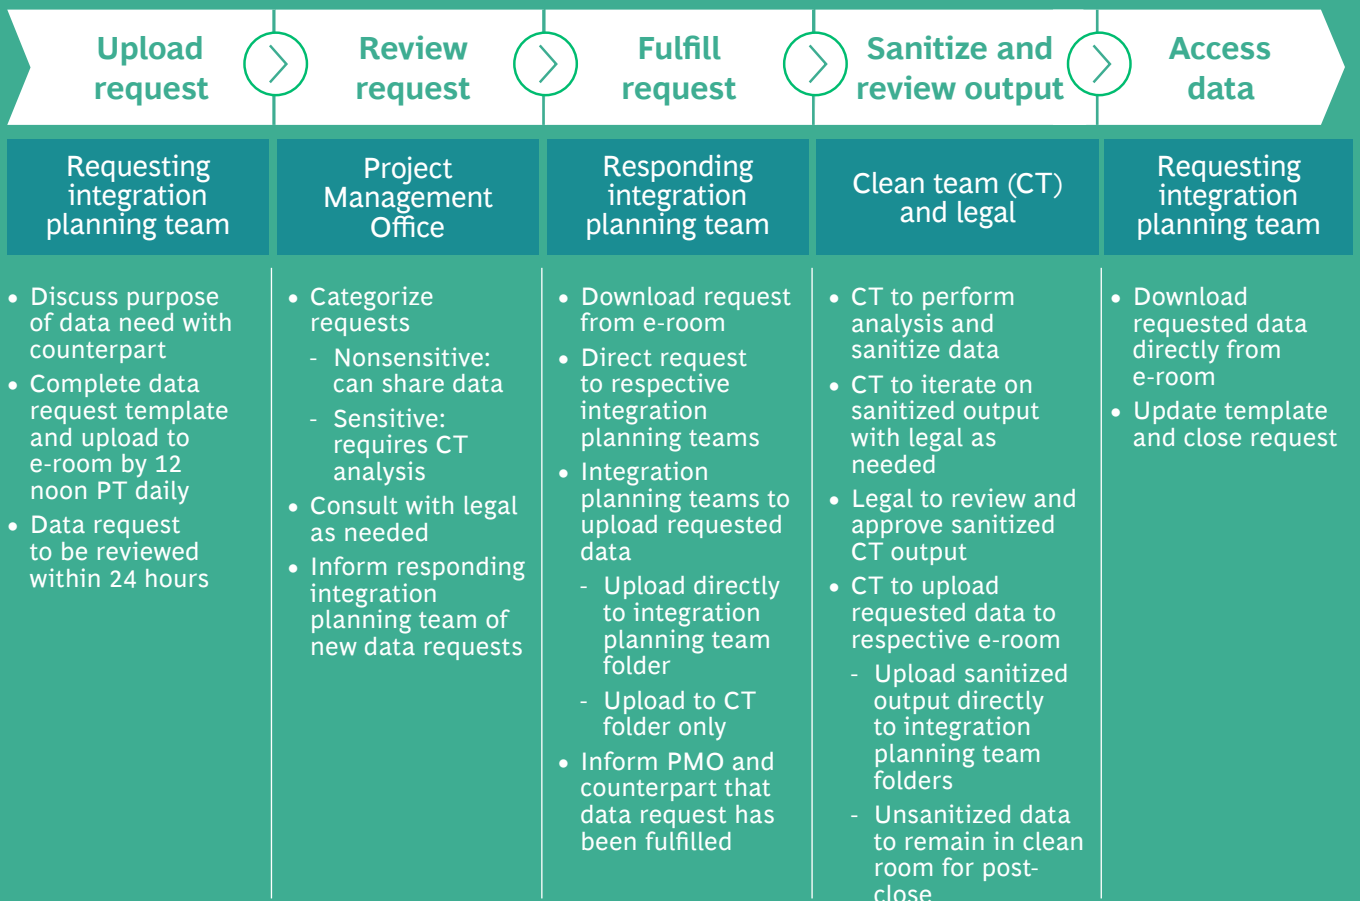 Upload
request
Review
request
Fulfill
request
Sanitize and
review output
Access
data
Requesting
integration
planning team
Project
Management
Office
Responding
integration
planning team
Clean team (CT)
and legal
Requesting
integration
planning team
• Discuss purpose
of data need with
counterpart
• Complete data
request template
and upload to
e-room by 12
noon PT daily
• Data request
to be reviewed
within 24 hours
• Categorize
requests
- Nonsensitive:
can share data
- Sensitive:
requires CT
analysis
• Consult with legal
as needed
• Inform responding
integration
planning team of
new data requests
• Download request
from e-room
• Direct request
to respective
integration
planning teams
• Integration
planning teams to
upload requested
data
- Upload directly
to integration
planning team
folder
- Upload to CT
folder only
• Inform PMO and
counterpart that
data request has
been fulfilled
• CT to perform
analysis and
sanitize data
• CT to iterate on
sanitized output
with legal as
needed
• Legal to review and
approve sanitized
CT output
• CT to upload
requested data to
respective e-room
- Upload sanitized
output directly
to integration
planning team
folders
- Unsanitized data
to remain in clean
room for post-
close
• Download
requested data
directly from
e-room
• Update template
and close request